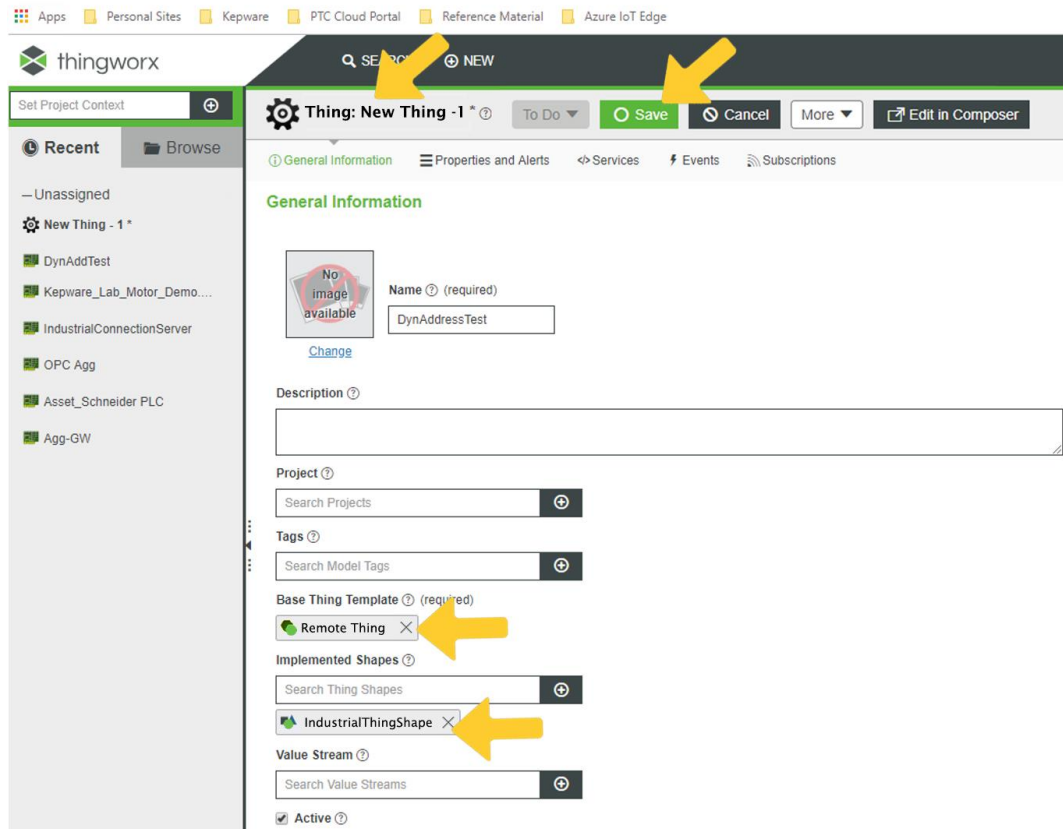 Apps Personal Sites Kepware PTC Cloud Portal Reference Material Azure IoT Edge
thingworx
NEW
Set Project Context
Thing: New Thing -1 * To Do Save Cancel More Edit in Composer
Recent Browse
General Information Properties and Alerts Services Events Subscriptions
Unassigned
General Information
New Thing - 1 *
DynAddTest
No image available
Name (required)
Kepware_Lab_Motor_Demo....
DynAddressTest
IndustrialConnectionServer
Change
OPC Agg
Description
Asset_Schneider PLC
Agg-GW
Project
Search Projects
Tags
Search Model Tags
Base Thing Template (required)
Remote Thing
Implemented Shapes
Search Thing Shapes
IndustrialThingShape
Value Stream
Search Value Streams
Active